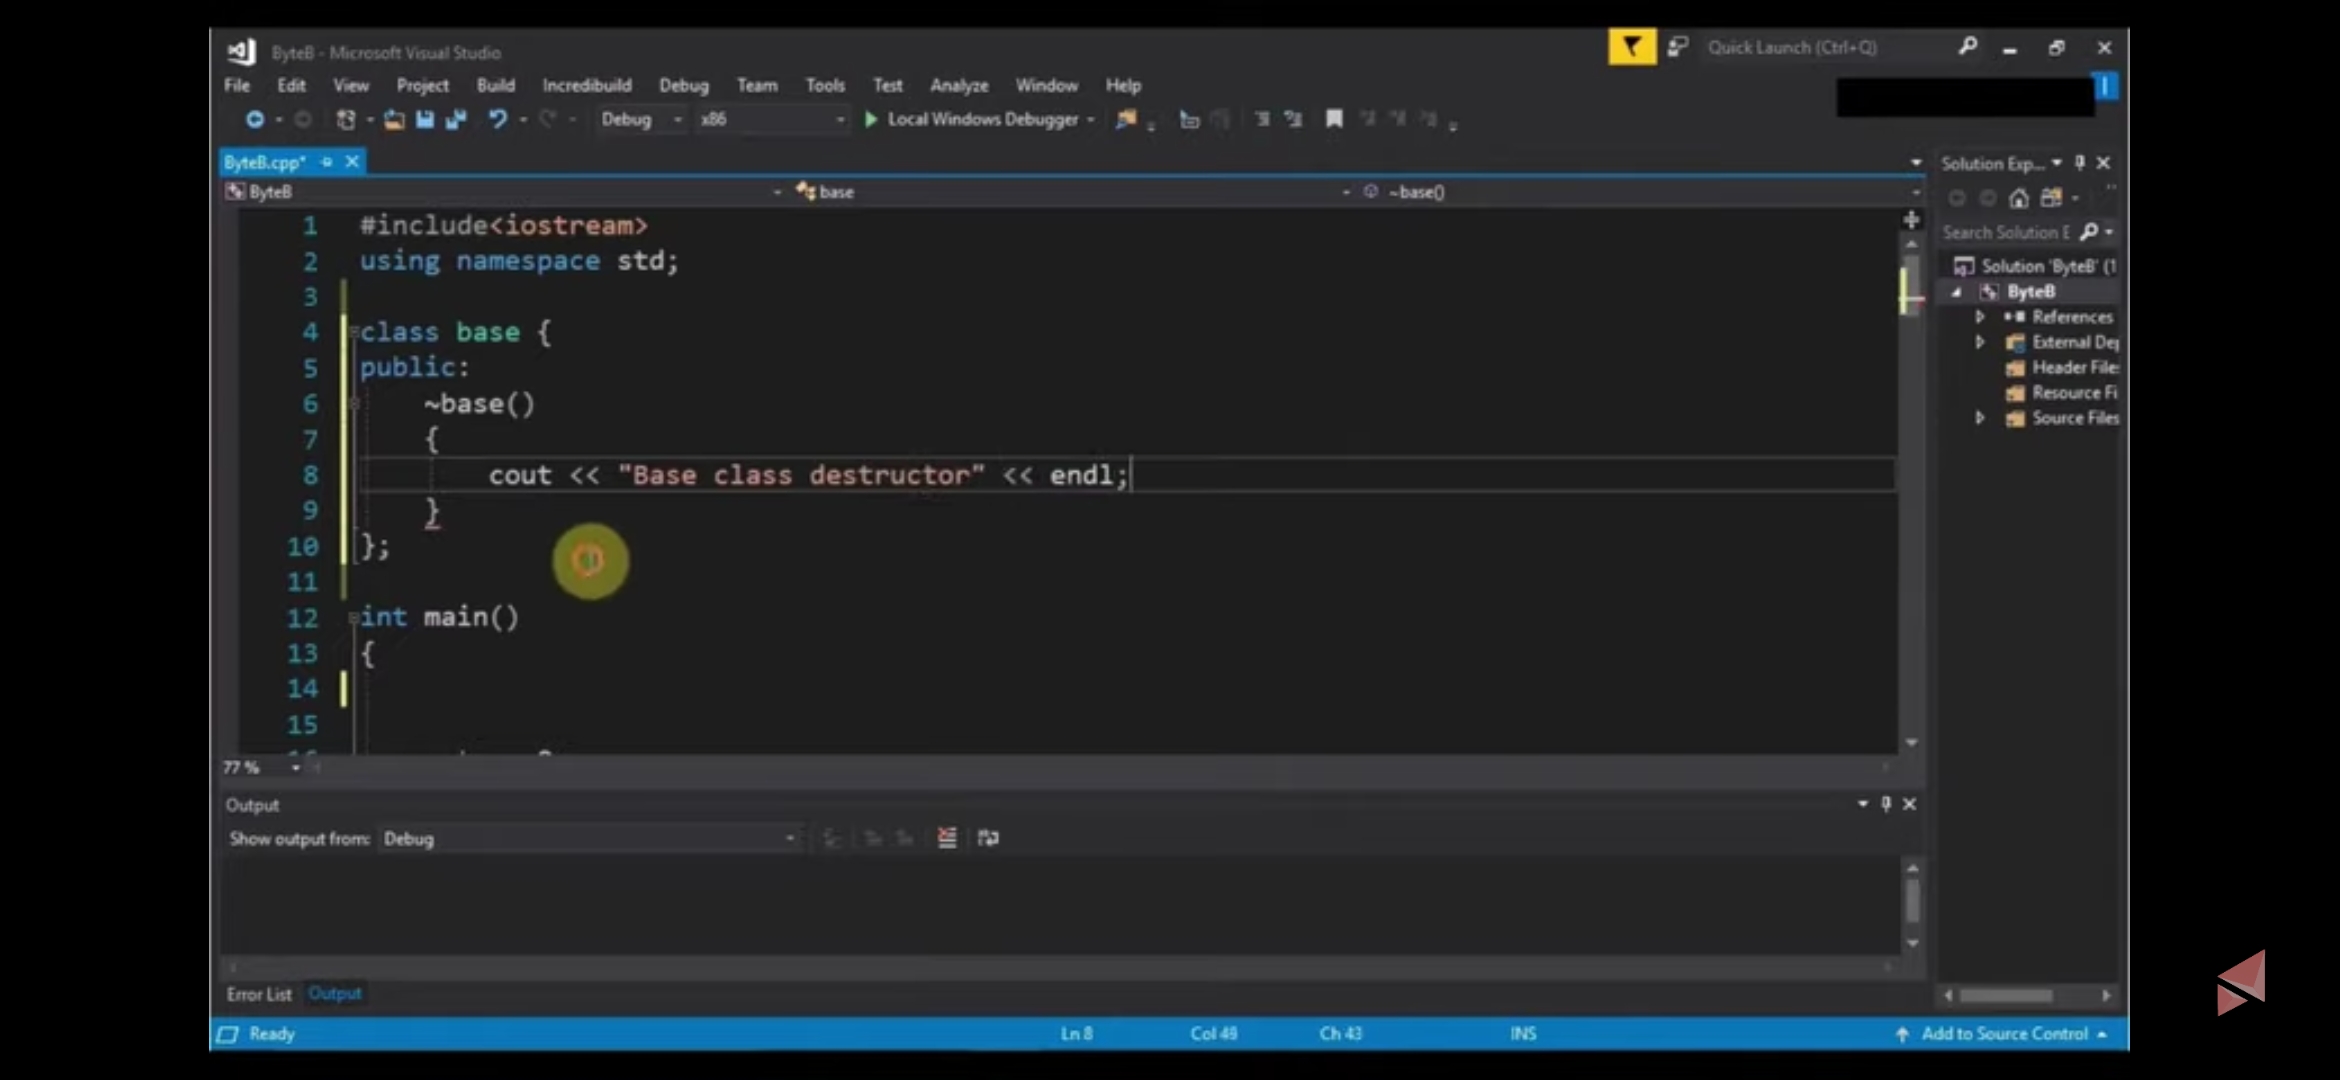 ByteB - Microsoft Visual Studio
Quick Launch (Ctrl+Q)
File Edit View Project Build Incredibuild Debug Team Tools Test Analyze Window Help
Debug x86 Local Windows Debugger
ByteB.cpp*
Solution Exp...
ByteB base ~base()
1 #include<iostream>
2 using namespace std;
3
4 class base {
5 public:
6 ~base()
7 {
8 cout << "Base class destructor" << endl;
9 }
10 };
11
12 int main()
13 {
14
15
Search Solution E
Solution 'ByteB' (1
ByteB
References
External De
Header File
Resource Fi
Source Files
77 %
Output
Show output from: Debug
Error List Output
Ready Ln 8 Col 49 Ch 43 INS Add to Source Control